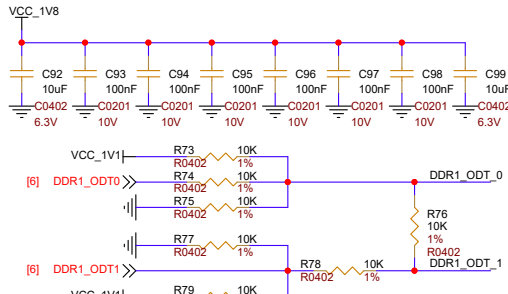 VCC_1V8
C92 C93 C94 C95 C96 C97 C98 C99
10uF 100nF 100nF 100nF 100nF 100nF 100nF 10uF
C0402 C0201 C0201 C0201 C0201 C0201 C0201 C0402
6.3V 10V 10V 10V 10V 10V 10V 6.3V
VCC_1V1 R73 10K
R0402 1%
[6] DDR1_ODT0 R74 10K DDR1_ODT_0
R0402 1%
R75 10K
R0402 1%
R76
10K
1%
R0402
R77 10K
R0402 1%
[6] DDR1_ODT1 R78 10K DDR1_ODT_1
R0402 1%
VCC_1V1 R79 10K